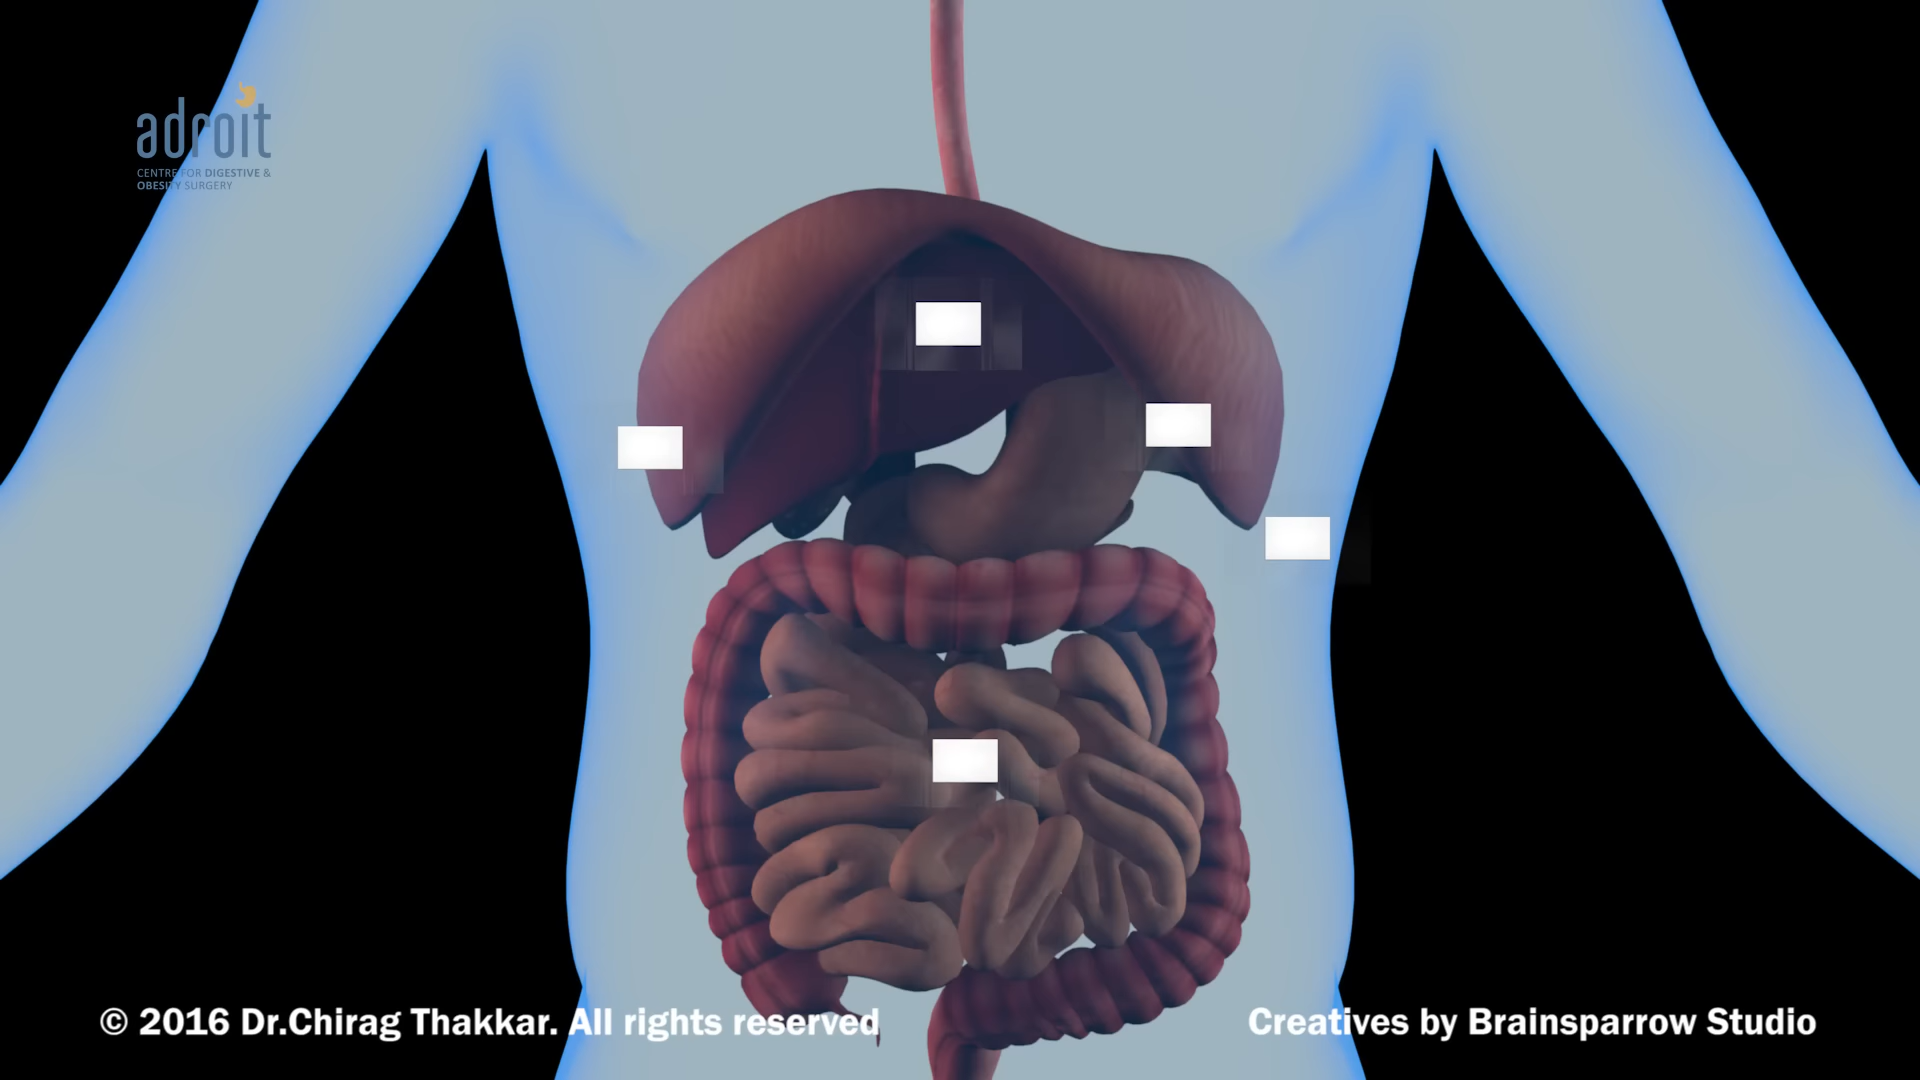 adroit
CENTRE FOR DIGESTIVE &
OBESITY SURGERY
© 2016 Dr.Chirag Thakkar. All rights reserved
Creatives by Brainsparrow Studio